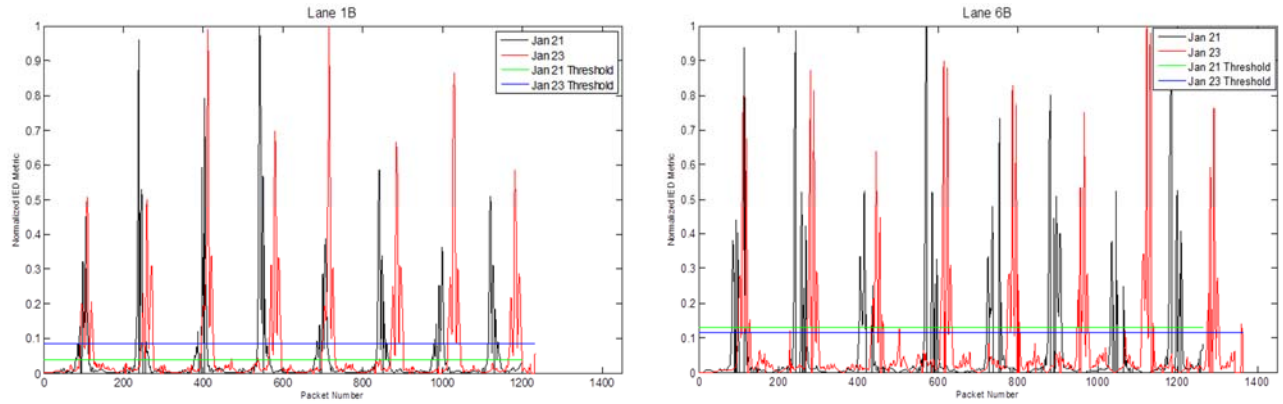 Lane 1B
Normalized IED Metric
1
0.9
0.8
0.7
0.6
0.5
0.4
0.3
0.2
0.1
0
0
200
400
600
800
1000
1200
1400
Packet Number
Jan 21
Jan 23
Jan 21 Threshold
Jan 23 Threshold
Lane 6B
Normalized IED Metric
1
0.9
0.8
0.7
0.6
0.5
0.4
0.3
0.2
0.1
0
0
200
400
600
800
1000
1200
1400
Packet Number
Jan 21
Jan 23
Jan 21 Threshold
Jan 23 Threshold